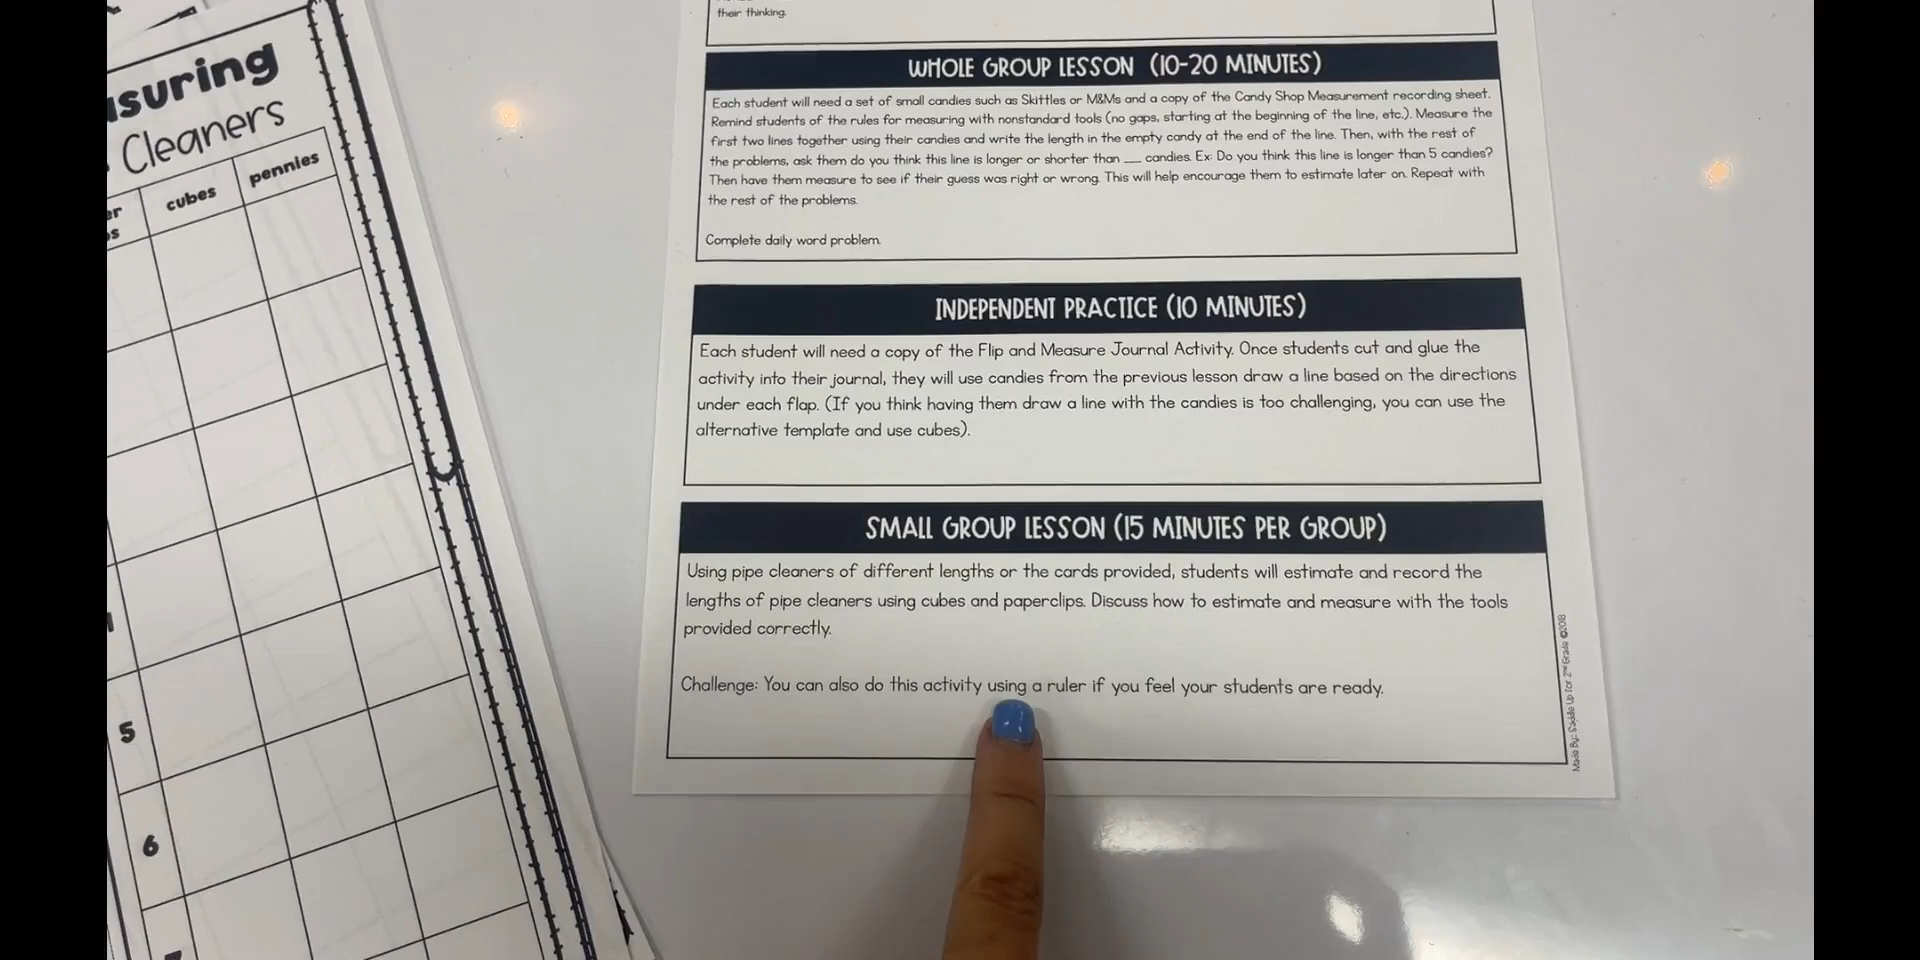 their thinking.
WHOLE GROUP LESSON (10-20 MINUTES)
Each student will need a set of small candies such as Skittles or M&Ms and a copy of the Candy Shop Measurement recording sheet.
Remind students of the rules for measuring with nonstandard tools (no gaps, starting at the beginning of the line, etc.). Measure the
first two lines together using their candies and write the length in the empty candy at the end of the line. Then, with the rest of
the problems, ask them do you think this line is longer or shorter than ___ candies. Ex: Do you think this line is longer than 5 candies?
Then have them measure to see if their guess was right or wrong. This will help encourage them to estimate later on. Repeat with
the rest of the problems.
Complete daily word problem.
INDEPENDENT PRACTICE (10 MINUTES)
Each student will need a copy of the Flip and Measure Journal Activity. Once students cut and glue the
activity into their journal, they will use candies from the previous lesson draw a line based on the directions
under each flap. (If you think having them draw a line with the candies is too challenging, you can use the
alternative template and use cubes).
SMALL GROUP LESSON (15 MINUTES PER GROUP)
Using pipe cleaners of different lengths or the cards provided, students will estimate and record the
lengths of pipe cleaners using cubes and paperclips. Discuss how to estimate and measure with the tools
provided correctly.
Challenge: You can also do this activity using a ruler if you feel your students are ready.
Made By: Saddle Up for 2nd Grade ©2018
suring
Cleaners
er
s
cubes
pennies
5
6